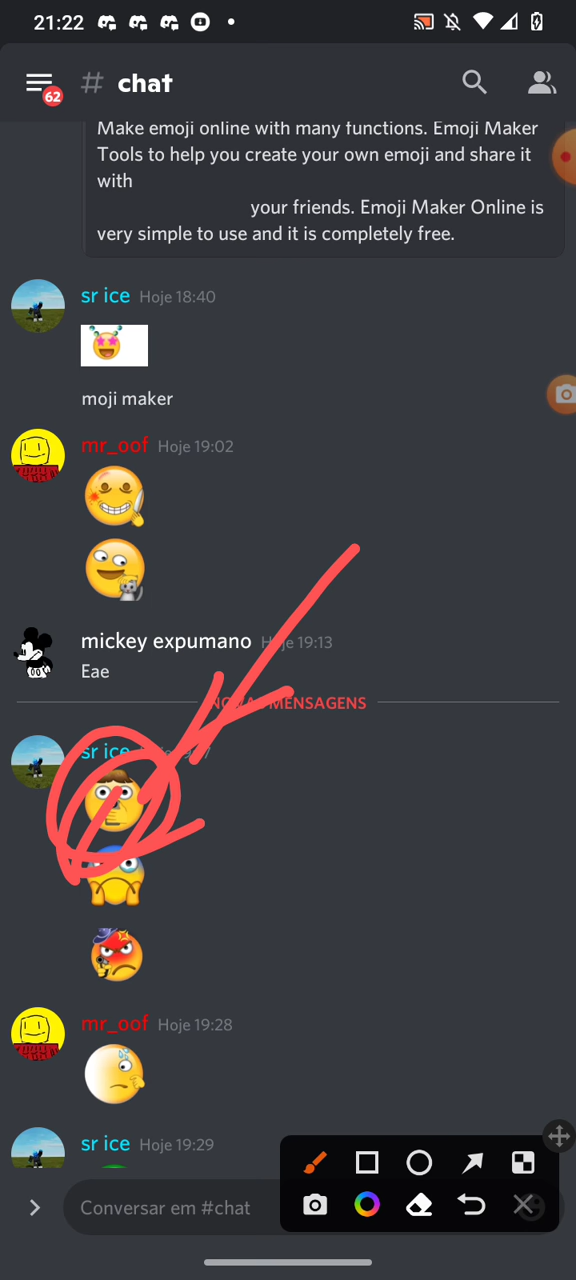 21:22
62
# chat
Make emoji online with many functions. Emoji Maker
Tools to help you create your own emoji and share it
with
your friends. Emoji Maker Online is
very simple to use and it is completely free.
sr ice Hoje 18:40
moji maker
mr_oof Hoje 19:02
mickey expumano Hoje 19:13
Eae
MENSAGENS
sr ice
mr_oof Hoje 19:28
sr ice Hoje 19:29
Conversar em #chat